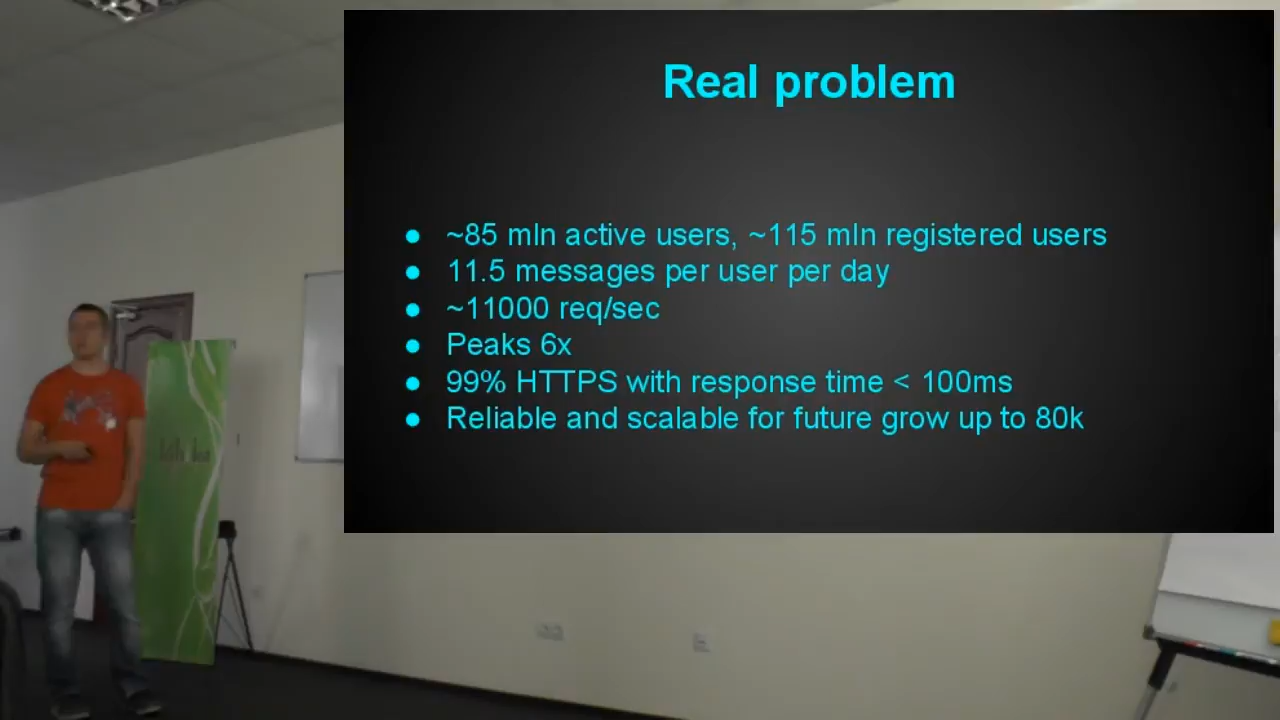 Real problem
● ~85 mln active users, ~115 mln registered users
● 11.5 messages per user per day
● ~11000 req/sec
● Peaks 6x
● 99% HTTPS with response time < 100ms
● Reliable and scalable for future grow up to 80k